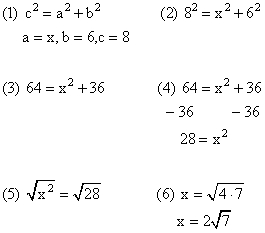 (1) c² = a² + b²
a = x, b = 6, c = 8
(2) 8² = x² + 6²
(3) 64 = x² + 36
(4) 64 = x² + 36
− 36 − 36
28 = x²
(5) √x² = √28
(6) x = √4·7
x = 2√7